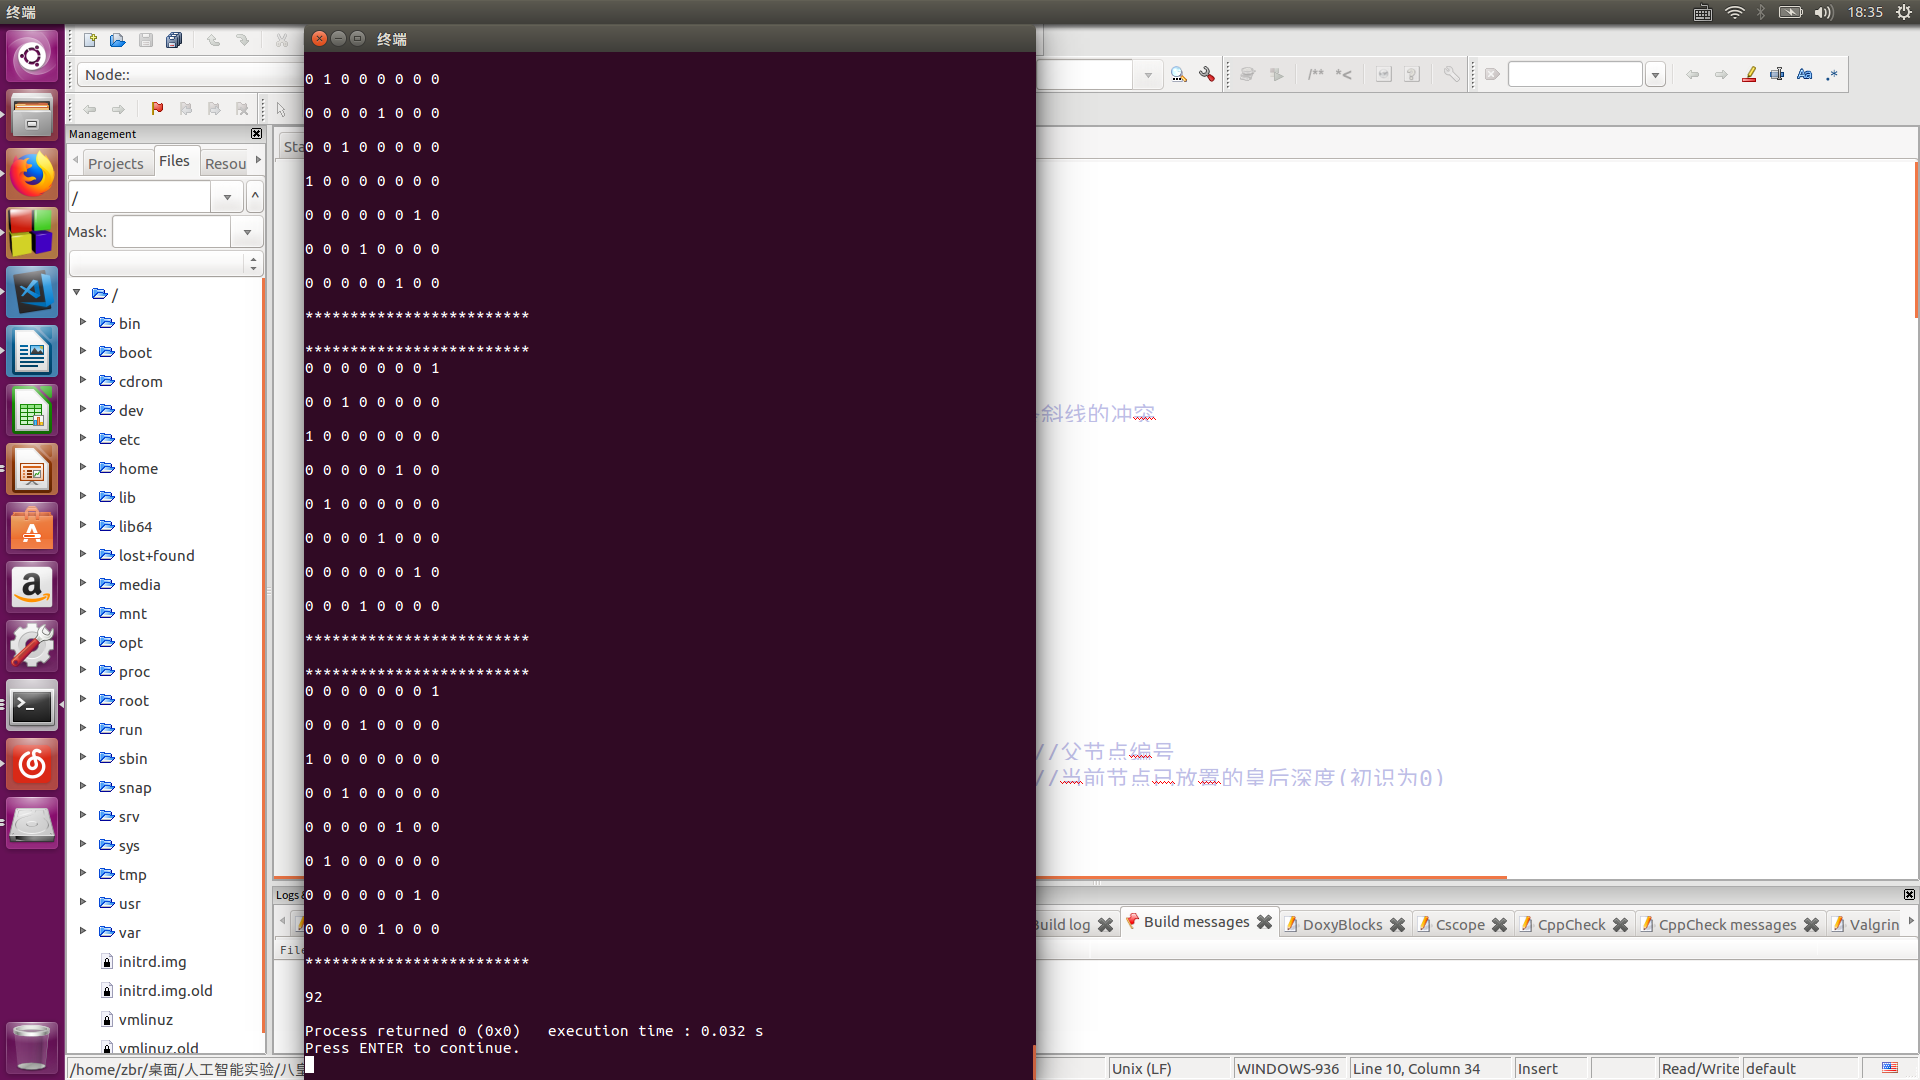 终端
18:35
终端
Node::
Management
Projects
Files
Resou
/
^
Mask:
/
bin
boot
cdrom
dev
etc
home
lib
lib64
lost+found
media
mnt
opt
proc
root
run
sbin
snap
srv
sys
tmp
usr
var
initrd.img
initrd.img.old
vmlinuz
vmlinuz.old
Sta
0 1 0 0 0 0 0 0
0 0 0 0 1 0 0 0
0 0 1 0 0 0 0 0
1 0 0 0 0 0 0 0
0 0 0 0 0 0 1 0
0 0 0 1 0 0 0 0
0 0 0 0 0 1 0 0
*************************
*************************
0 0 0 0 0 0 0 1
0 0 1 0 0 0 0 0
1 0 0 0 0 0 0 0
0 0 0 0 0 1 0 0
0 1 0 0 0 0 0 0
0 0 0 0 1 0 0 0
0 0 0 0 0 0 1 0
0 0 0 1 0 0 0 0
*************************
*************************
0 0 0 0 0 0 0 1
0 0 0 1 0 0 0 0
1 0 0 0 0 0 0 0
0 0 1 0 0 0 0 0
0 0 0 0 0 1 0 0
0 1 0 0 0 0 0 0
0 0 0 0 0 0 1 0
0 0 0 0 1 0 0 0
*************************
92
Process returned 0 (0x0)   execution time : 0.032 s
Press ENTER to continue.
/** *<
Aa .*
斜线的冲突
//父节点编号
//当前节点已放置的皇后深度(初识为0)
Logs
Build log
Build messages
DoxyBlocks
Cscope
CppCheck
CppCheck messages
Valgrin
File
/home/zbr/桌面/人工智能实验/八皇
Unix (LF)
WINDOWS-936
Line 10, Column 34
Insert
Read/Write
default